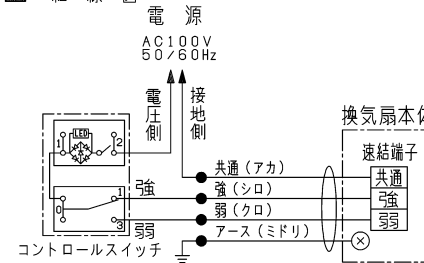 電源
AC100V
50/60Hz
電圧側
接地側
換気扇本体
速結端子
LED
1
2
共通（アカ）
共通
強
1
強（シロ）
強
0
弱（クロ）
弱
3
弱
アース（ミドリ）
コントロールスイッチ